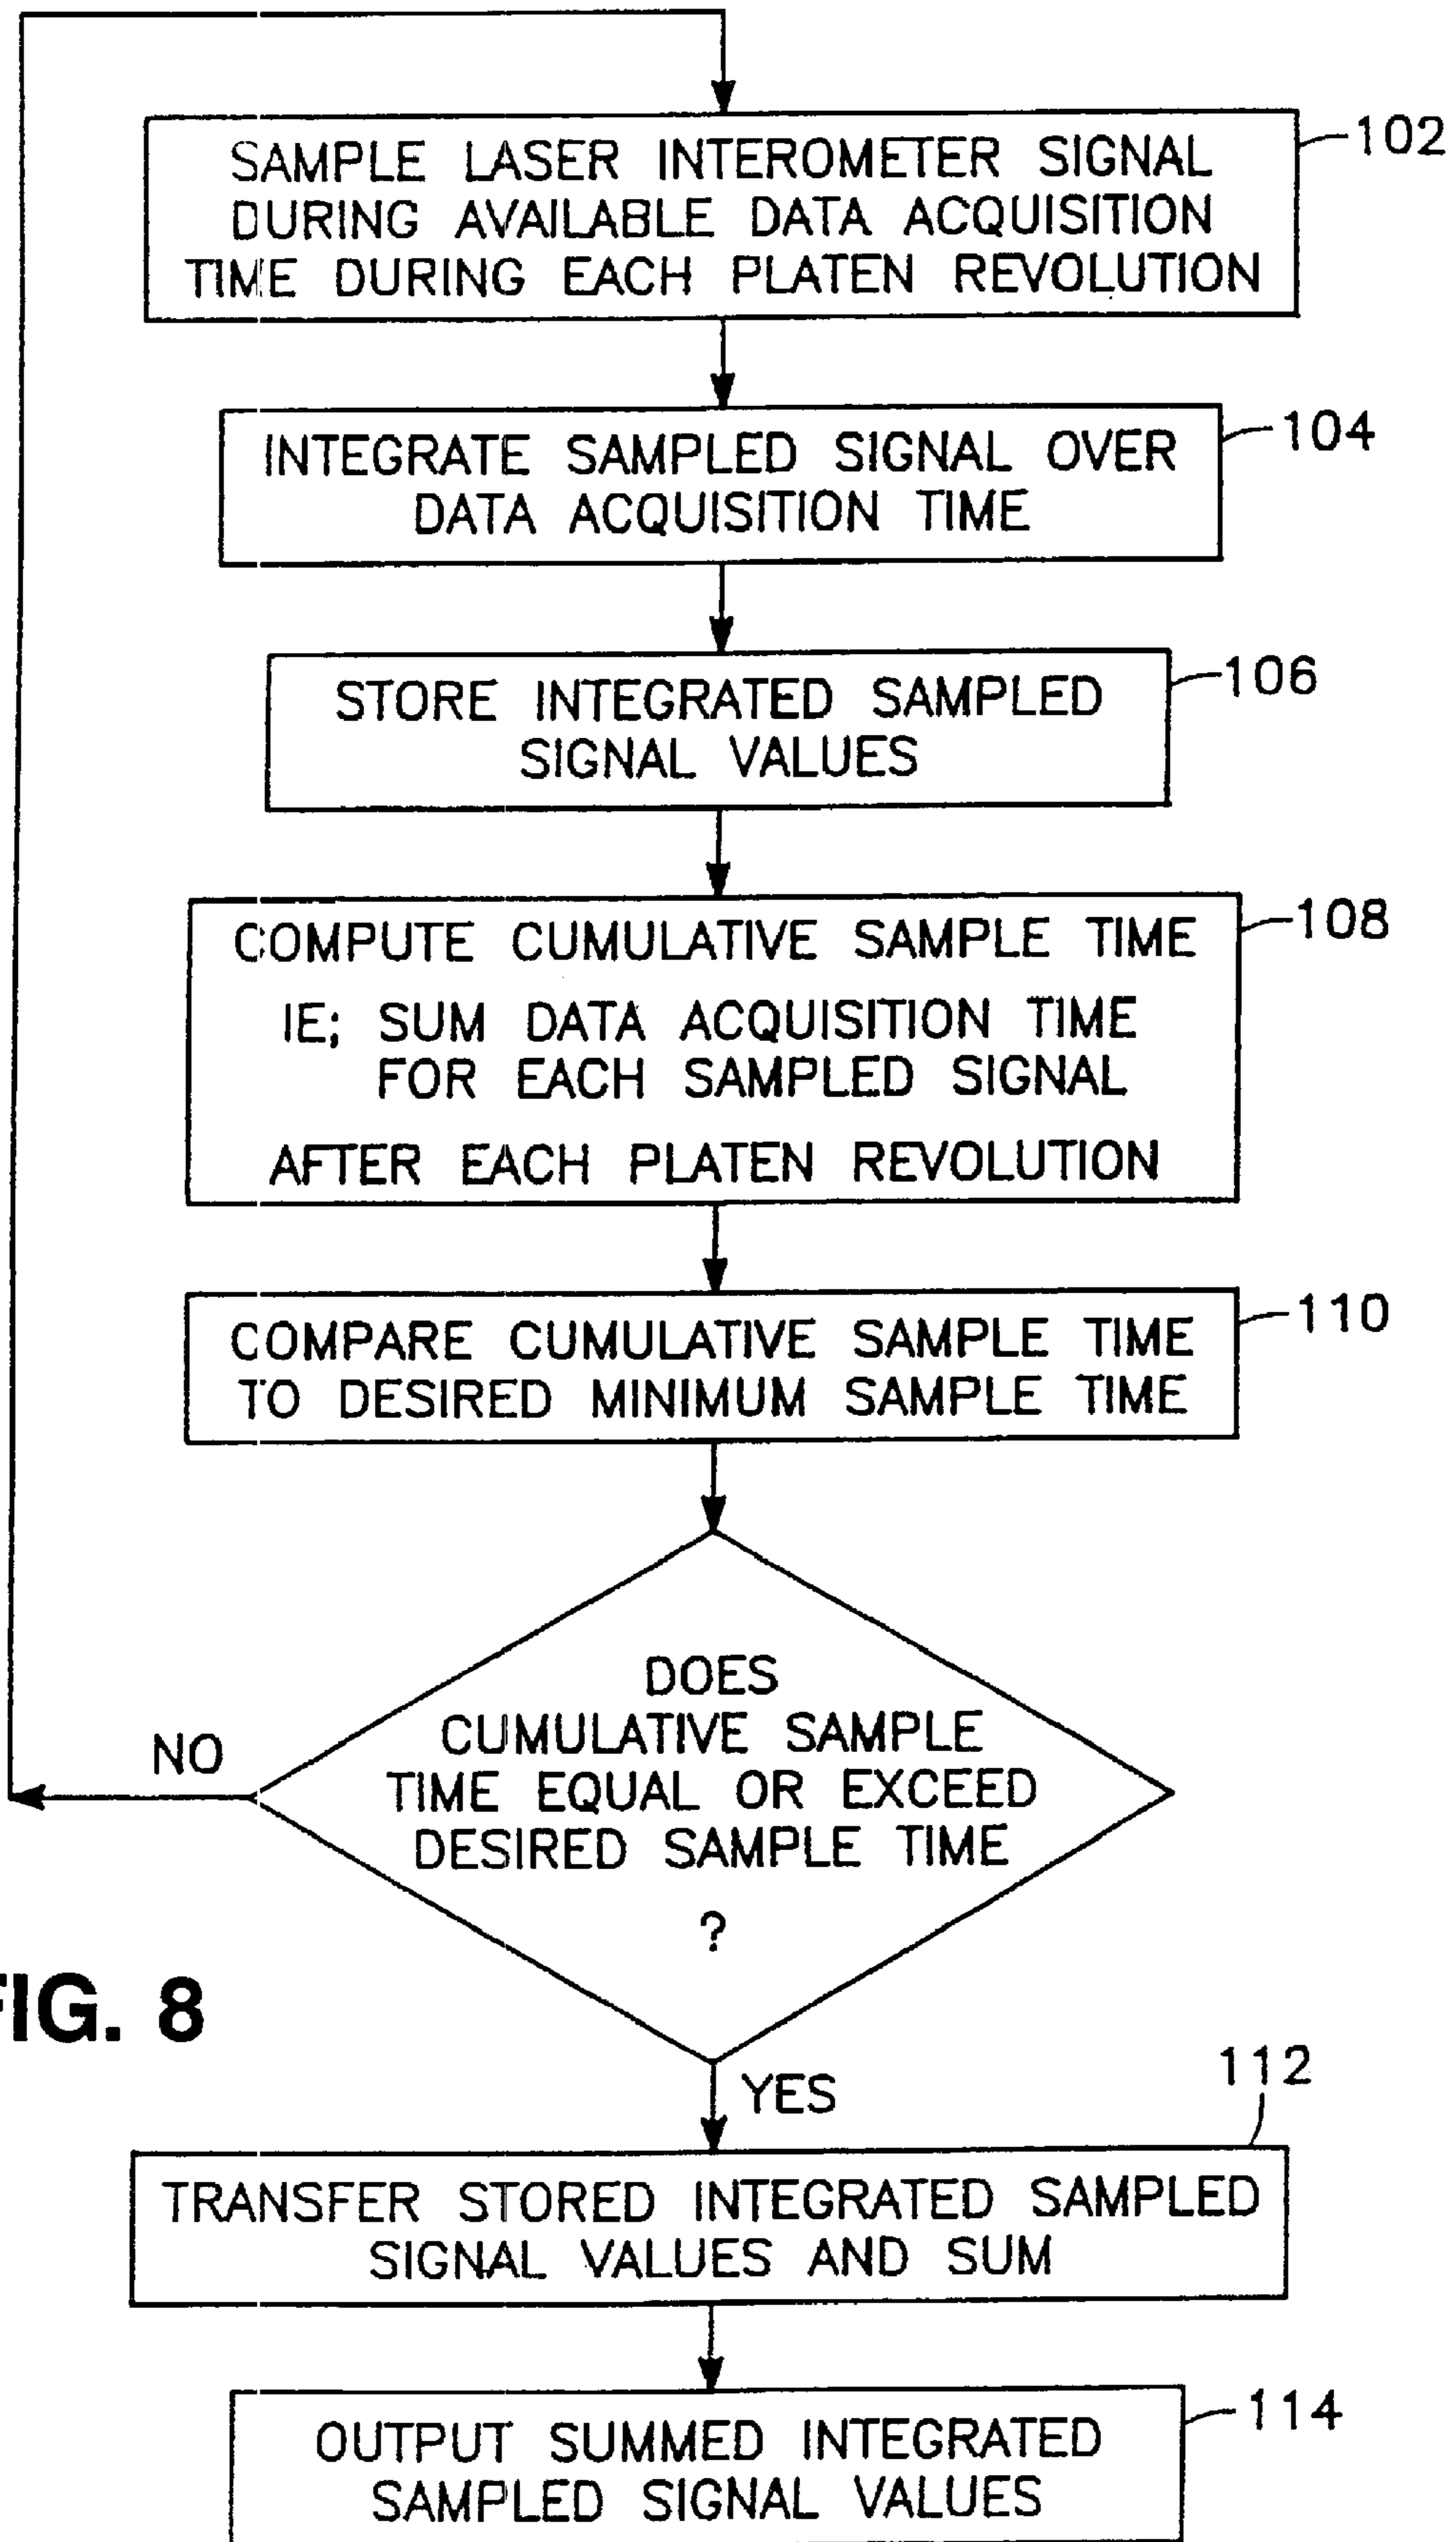 SAMPLE LASER INTEROMETER SIGNAL
DURING AVAILABLE DATA ACQUISITION
TIME DURING EACH PLATEN REVOLUTION
102
INTEGRATE SAMPLED SIGNAL OVER
DATA ACQUISITION TIME
104
STORE INTEGRATED SAMPLED
SIGNAL VALUES
106
COMPUTE CUMULATIVE SAMPLE TIME
IE; SUM DATA ACQUISITION TIME
FOR EACH SAMPLED SIGNAL
AFTER EACH PLATEN REVOLUTION
108
COMPARE CUMULATIVE SAMPLE TIME
TO DESIRED MINIMUM SAMPLE TIME
110
DOES
CUMULATIVE SAMPLE
TIME EQUAL OR EXCEED
DESIRED SAMPLE TIME
?
NO
FIG. 8
YES
112
TRANSFER STORED INTEGRATED SAMPLED
SIGNAL VALUES AND SUM
OUTPUT SUMMED INTEGRATED
SAMPLED SIGNAL VALUES
114